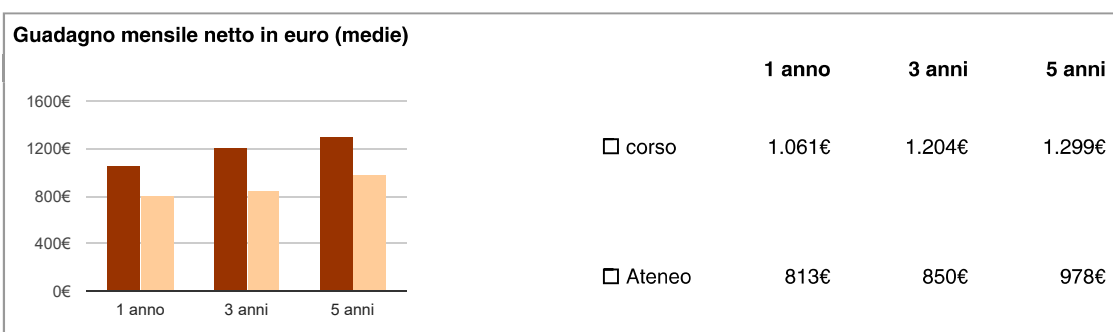 Guadagno mensile netto in euro (medie)
1 anno 3 anni 5 anni
1600€
1200€
800€
400€
0€
1 anno 3 anni 5 anni
corso 1.061€ 1.204€ 1.299€
Ateneo 813€ 850€ 978€